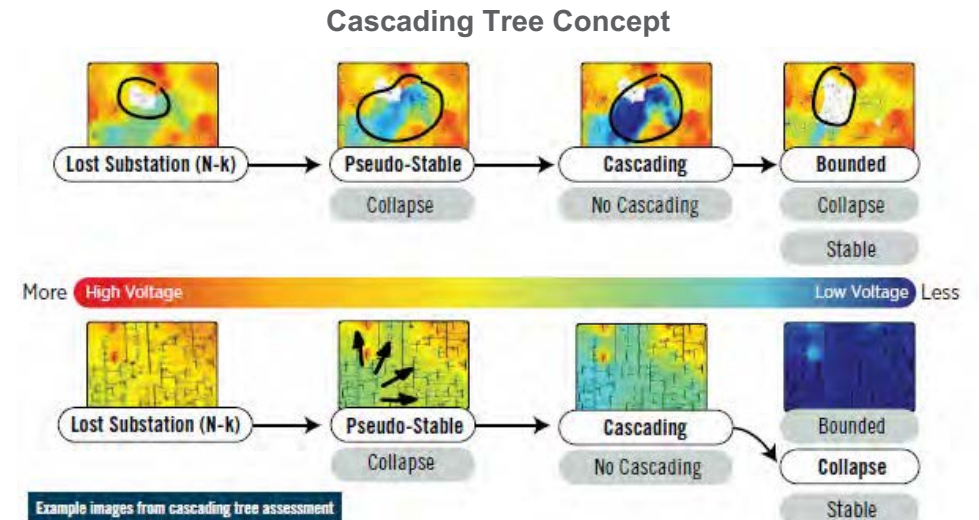 Cascading Tree Concept
Lost Substation (N-k)
Pseudo-Stable
Cascading
Bounded
Collapse
No Cascading
Collapse
Stable
More
High Voltage
Low Voltage
Less
Lost Substation (N-k)
Pseudo-Stable
Cascading
Bounded
Collapse
No Cascading
Collapse
Stable
Example images from cascading tree assessment